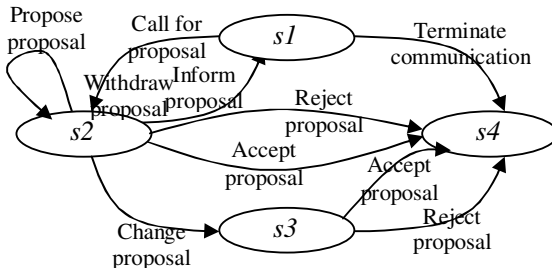 Propose
proposal
Call for
proposal
s1
Terminate
communication
Withdraw
proposal
Inform
proposal
s2
Reject
proposal
s4
Accept
proposal
Accept
proposal
Change
proposal
s3
Reject
proposal